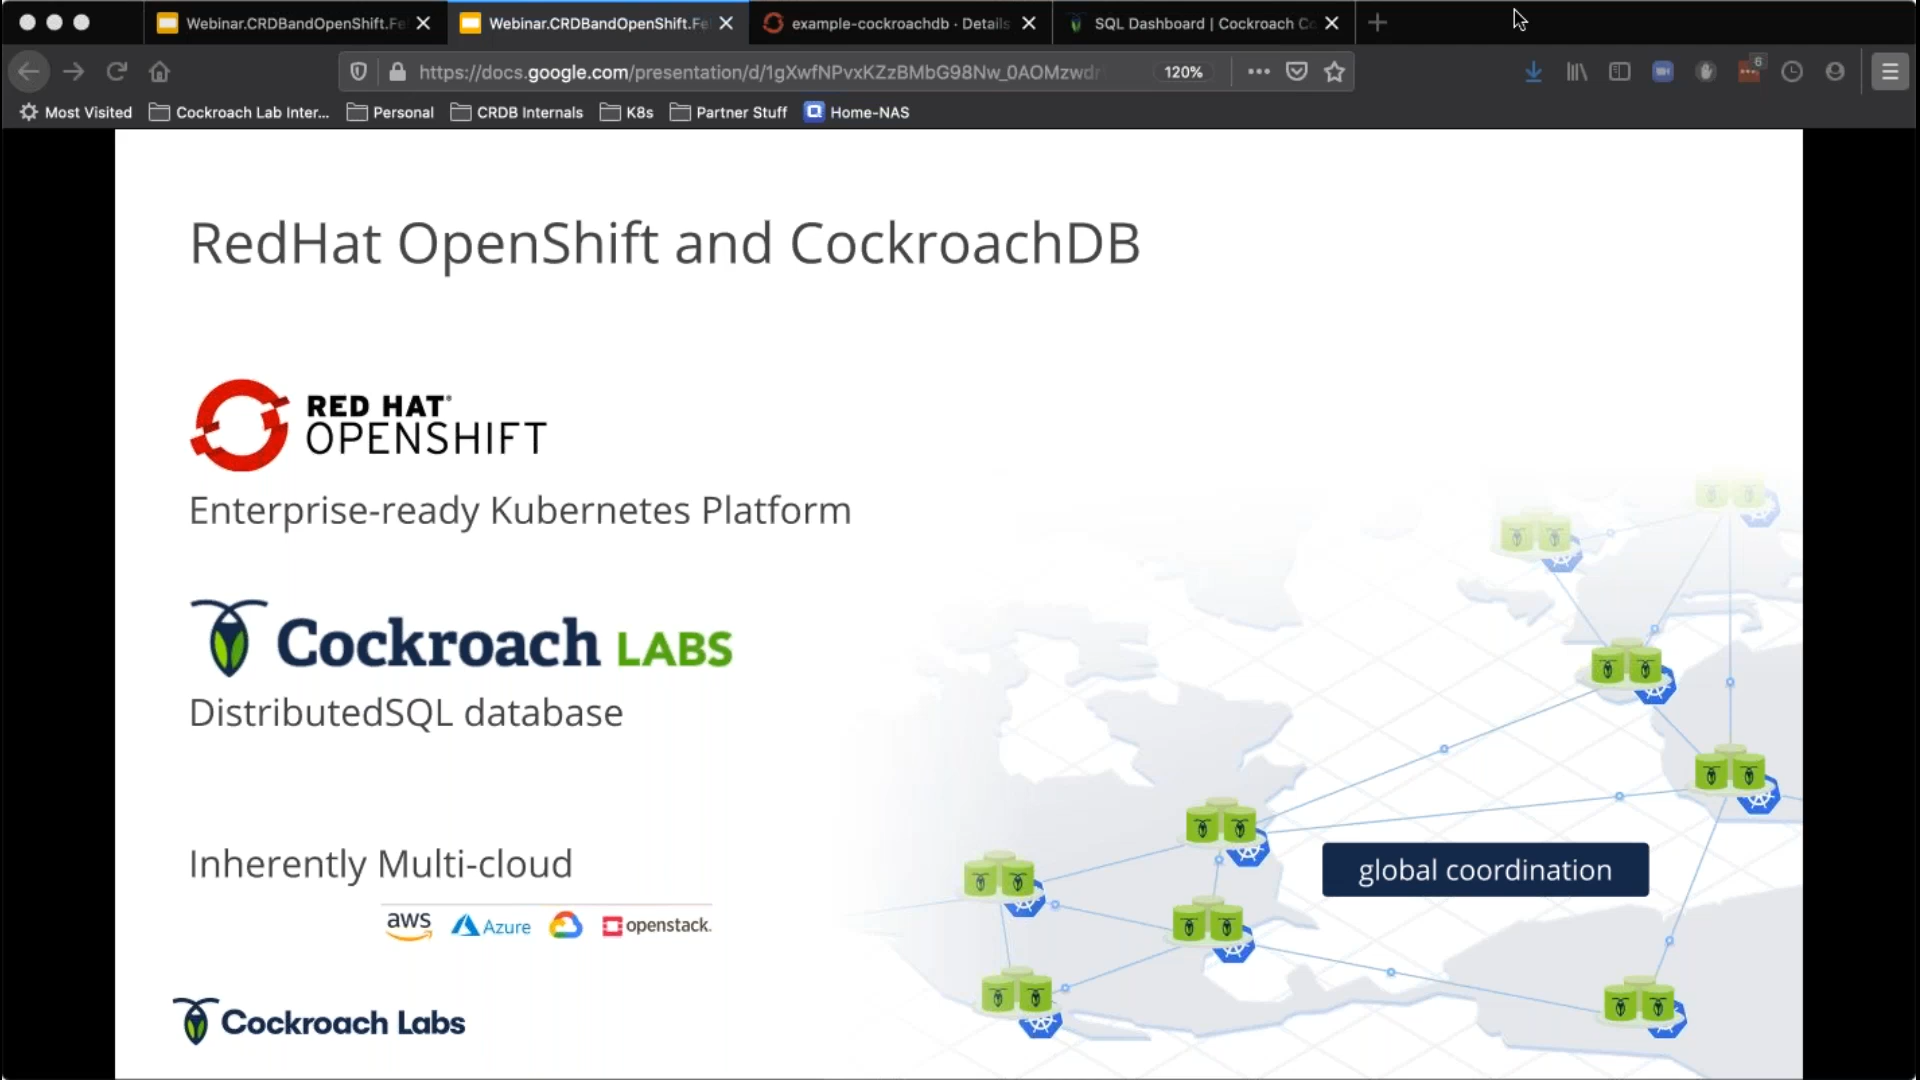 Webinar.CRDBandOpenShift.Fe
Webinar.CRDBandOpenShift.Fe
example-cockroachdb · Details
SQL Dashboard | Cockroach Co
https://docs.google.com/presentation/d/1gXwfNPvxKZzBMbG98Nw_0AOMzwdr
120%
6
Most Visited
Cockroach Lab Inter...
Personal
CRDB Internals
K8s
Partner Stuff
Home-NAS
RedHat OpenShift and CockroachDB
RED HAT®
OPENSHIFT
Enterprise-ready Kubernetes Platform
Cockroach LABS
DistributedSQL database
Inherently Multi-cloud
aws
Azure
openstack.
global coordination
Cockroach Labs